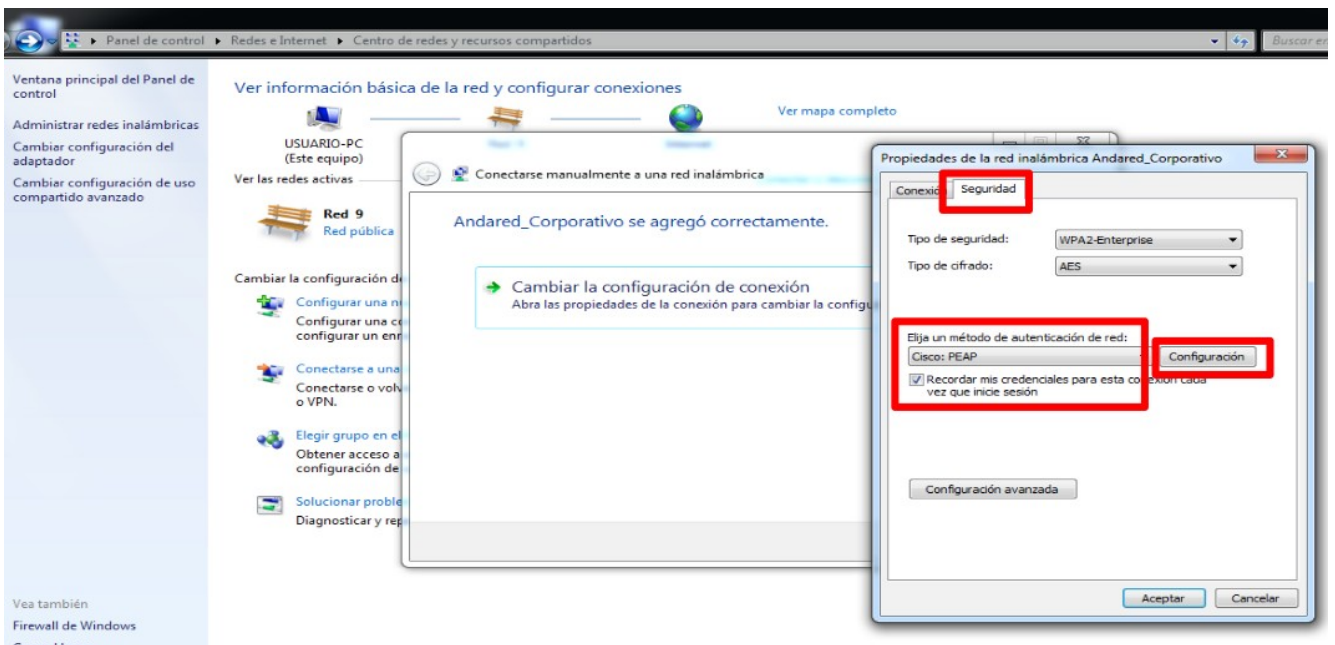 Panel de control ▸ Redes e Internet ▸ Centro de redes y recursos compartidos
Buscar en
Ventana principal del Panel de
control
Administrar redes inalámbricas
Cambiar configuración del
adaptador
Cambiar configuración de uso
compartido avanzado
Vea también
Firewall de Windows
Ver información básica de la red y configurar conexiones
Ver mapa completo
USUARIO-PC
(Este equipo)
Ver las redes activas
Red 9
Red pública
Cambiar la configuración de
Configurar una
Configurar una
configurar un
Conectarse a una
Conectarse o
o VPN.
Elegir grupo en el
Obtener acceso a
configuración de
Solucionar
Diagnosticar y
Conectarse manualmente a una red inalámbrica
Andared_Corporativo se agregó correctamente.
Cambiar la configuración de conexión
Abra las propiedades de la conexión para cambiar la
Propiedades de la red inalámbrica Andared_Corporativo
Conexión
Seguridad
Tipo de seguridad:
WPA2-Enterprise
Tipo de cifrado:
AES
Elija un método de autenticación de red:
Cisco: PEAP
Configuración
Recordar mis credenciales para esta conexión cada
vez que inicie sesión
Configuración avanzada
Aceptar
Cancelar